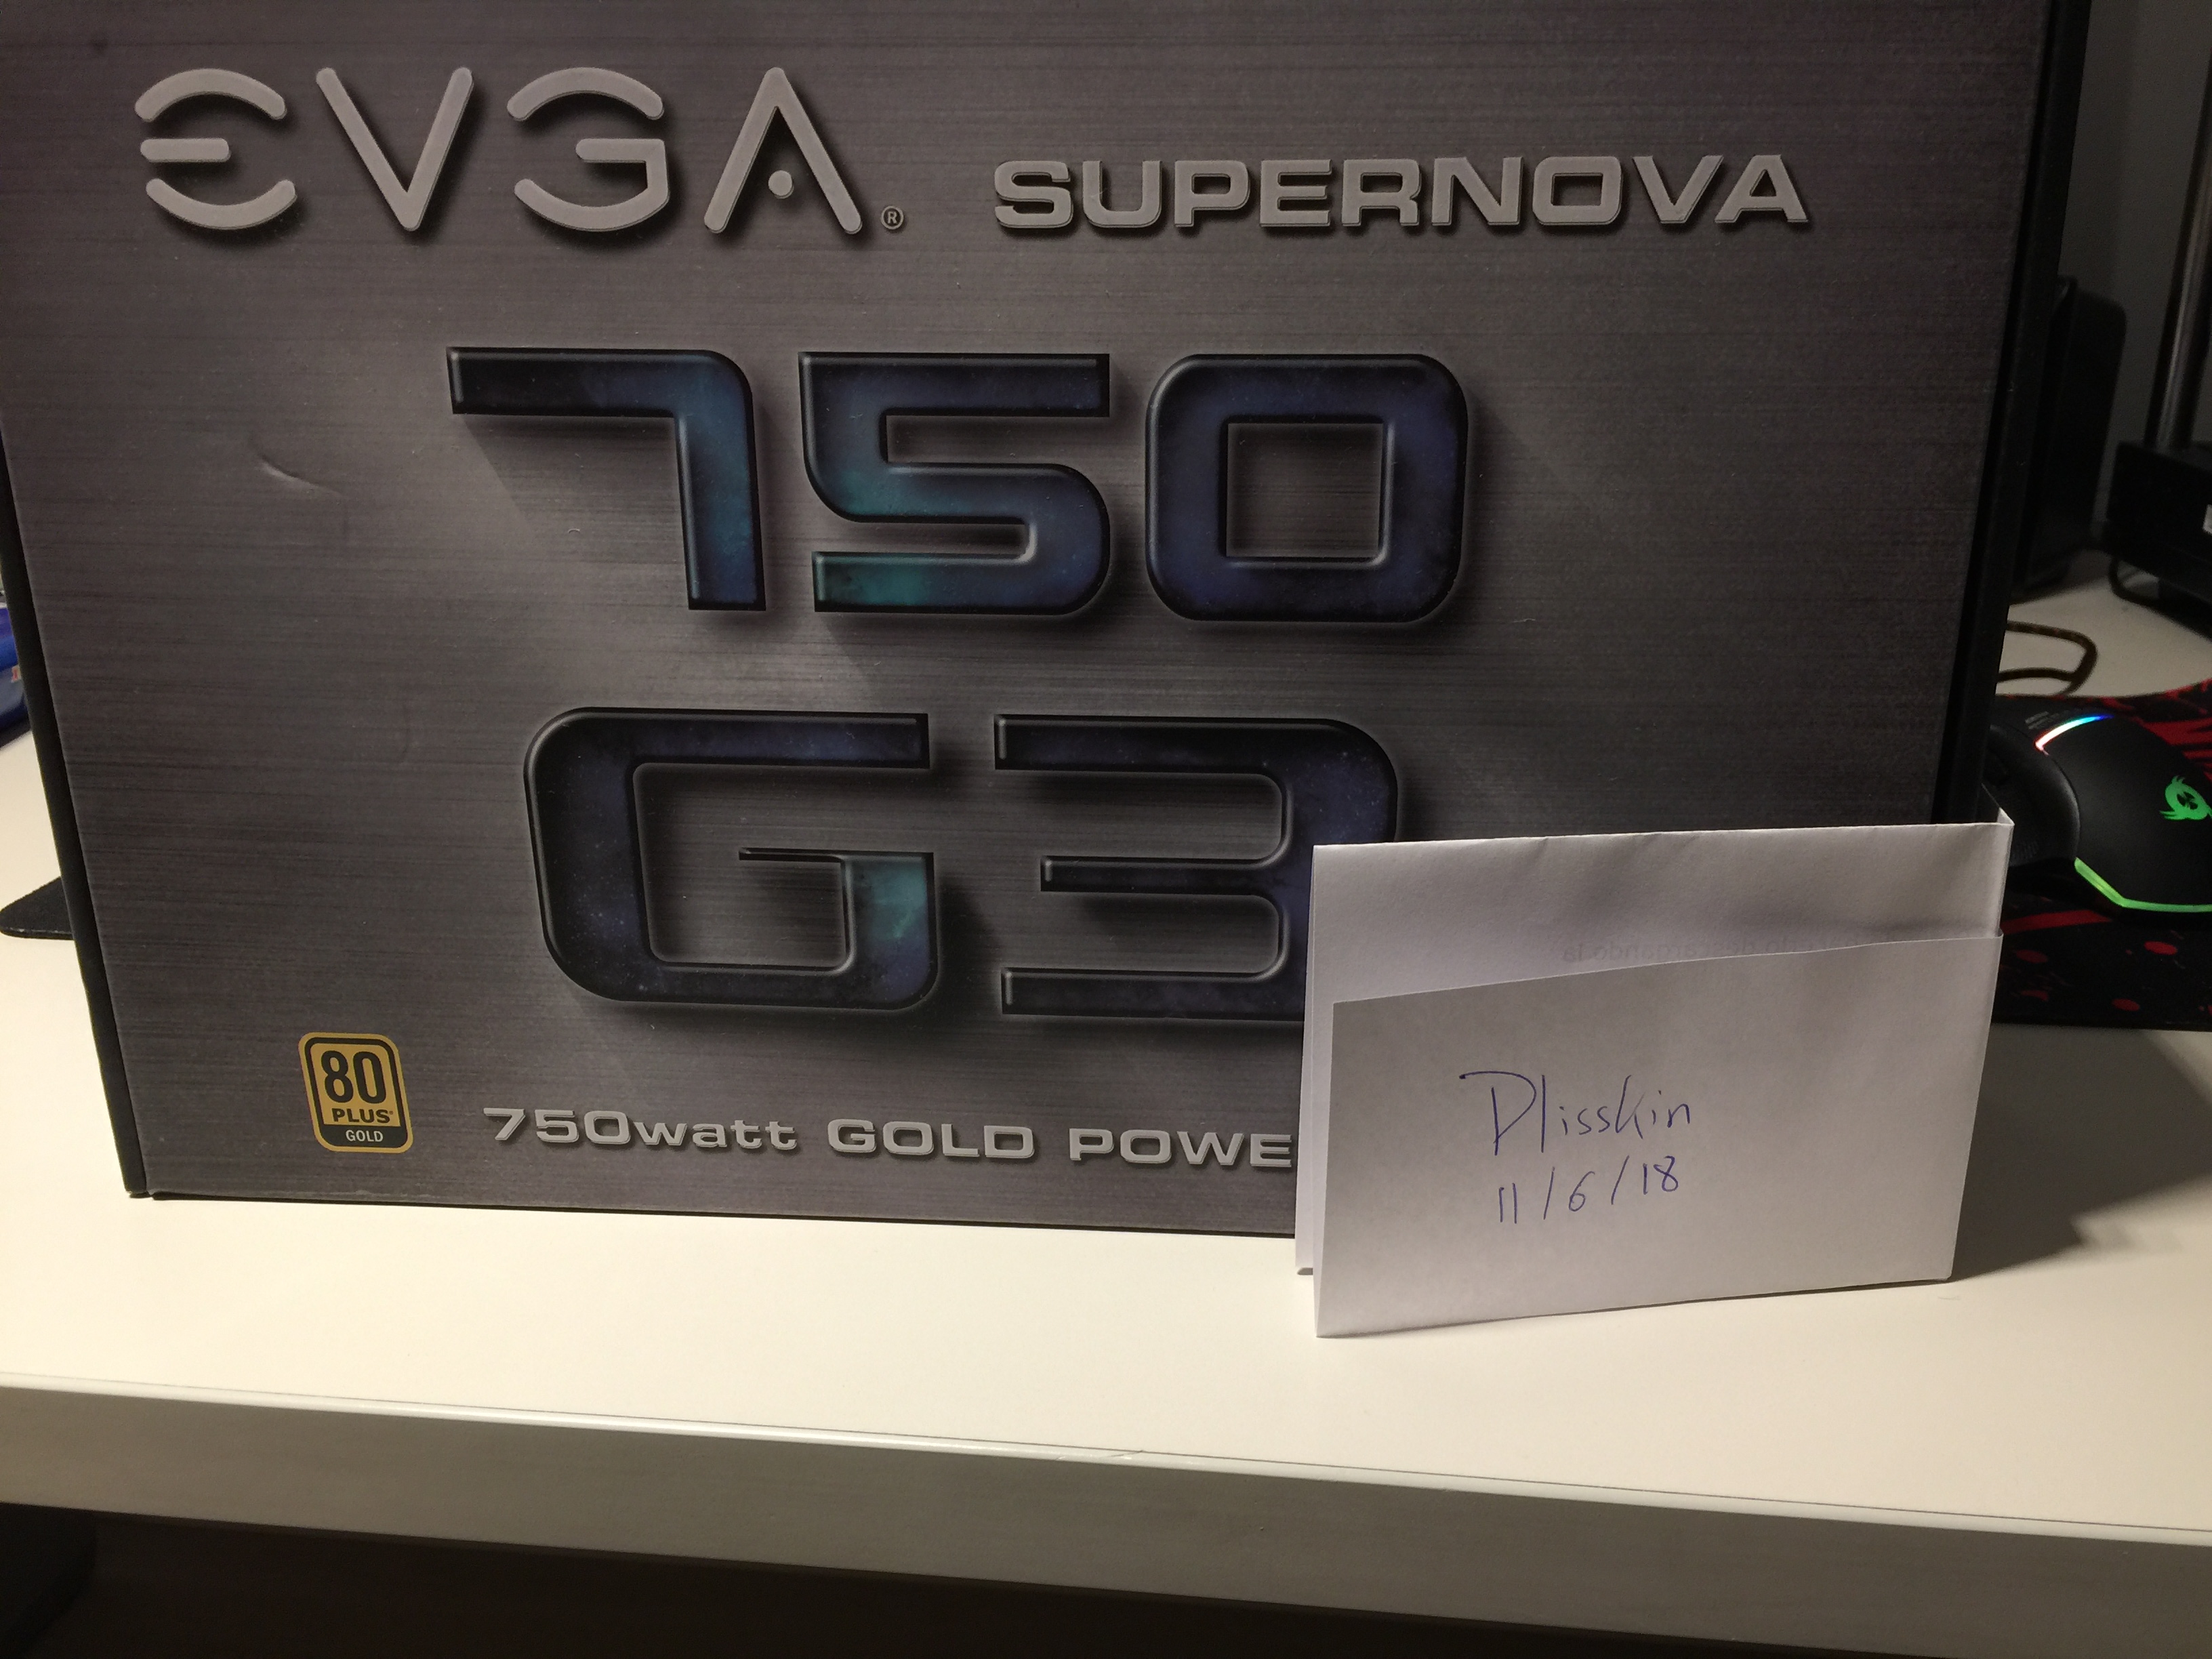 EVGA® SUPERNOVA
750
G3
80
PLUS®
GOLD
750watt GOLD POWE
Plisskin
11/6/18